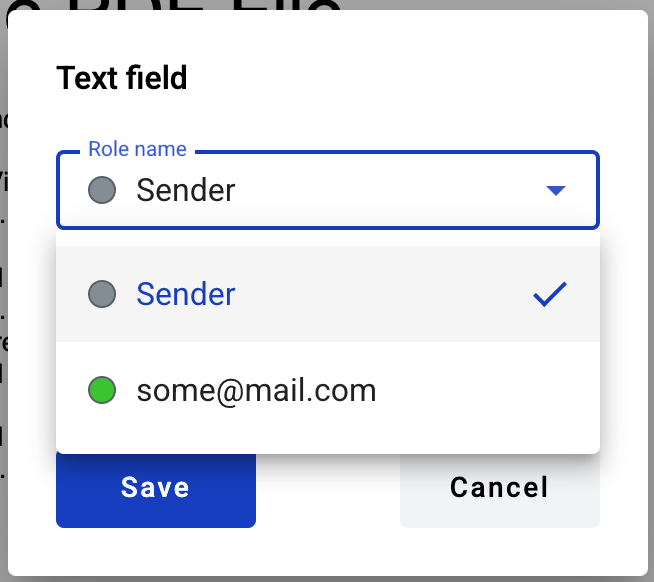 Text field
Role name
Sender
Sender
some@mail.com
Save
Cancel